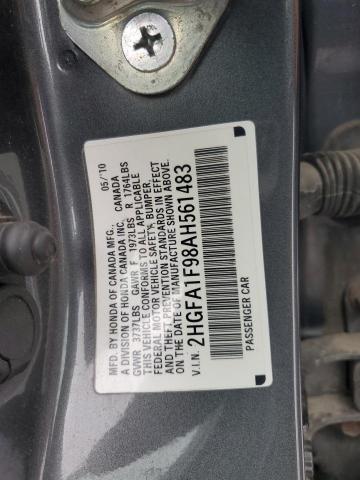 MFD. BY HONDA OF CANADA MFG., 05/'10
A DIVISION OF HONDA CANADA INC. CANADA
GVWR 3737LBS GAWR F 1973LBS R 1764LBS
THIS VEHICLE CONFORMS TO ALL APPLICABLE
FEDERAL MOTOR VEHICLE SAFETY, BUMPER,
AND THEFT PREVENTION STANDARDS IN EFFECT
ON THE DATE OF MANUFACTURE SHOWN ABOVE.
V.I.N. 2HGFA1F98AH561483
PASSENGER CAR